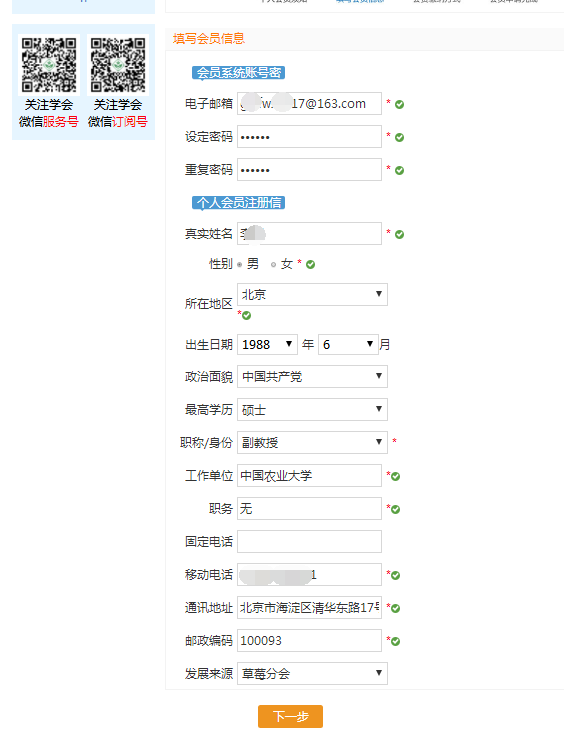 填写会员信息
关注学会 关注学会
微信服务号 微信订阅号
会员系统账号密
电子邮箱 17@163.com * 
设定密码 •••••• *
重复密码 •••••• *
个人会员注册信
真实姓名 李 *
性别 男 女 *
所在地区 北京
*
出生日期 1988 年 6 月
政治面貌 中国共产党
最高学历 硕士
职称/身份 副教授 *
工作单位 中国农业大学 *
职务 无 *
固定电话
移动电话 1 *
通讯地址 北京市海淀区清华东路17号 *
邮政编码 100093 *
发展来源 草莓分会
下一步